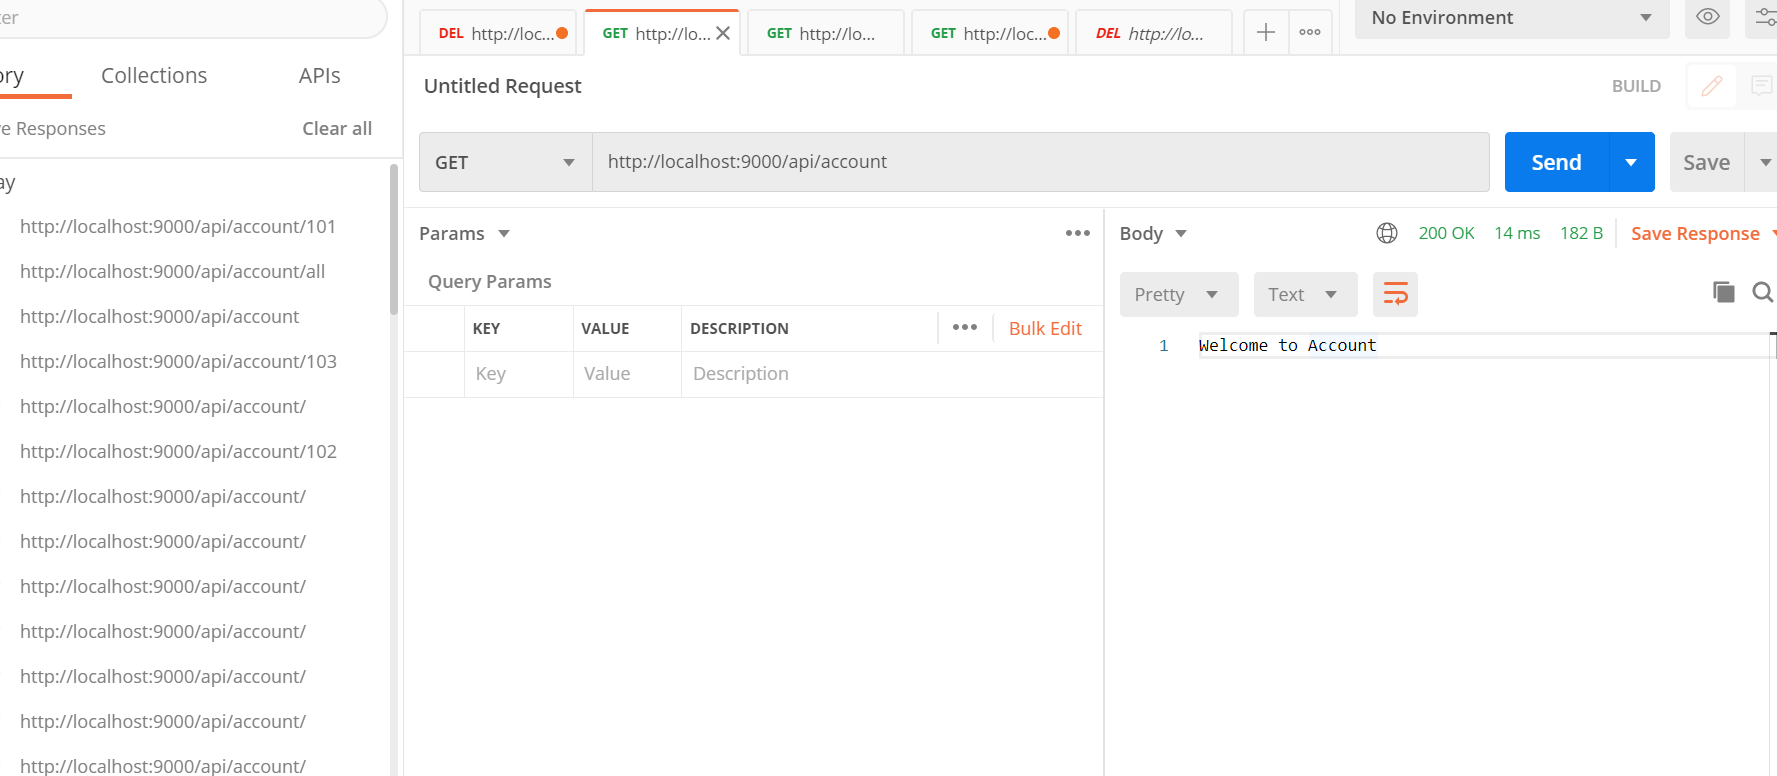 ter
DEL http://loc...
GET http://lo...
GET http://lo...
GET http://loc...
DEL http://lo...
No Environment
ory
Collections
APIs
Untitled Request
BUILD
ve Responses
Clear all
GET
http://localhost:9000/api/account
Send
Save
ay
http://localhost:9000/api/account/101
http://localhost:9000/api/account/all
http://localhost:9000/api/account
http://localhost:9000/api/account/103
http://localhost:9000/api/account/
http://localhost:9000/api/account/102
http://localhost:9000/api/account/
http://localhost:9000/api/account/
http://localhost:9000/api/account/
http://localhost:9000/api/account/
http://localhost:9000/api/account/
http://localhost:9000/api/account/
http://localhost:9000/api/account/
Params
Query Params
KEY VALUE DESCRIPTION
Bulk Edit
Key Value Description
Body
200 OK 14 ms 182 B
Save Response
Pretty
Text
1 Welcome to Account